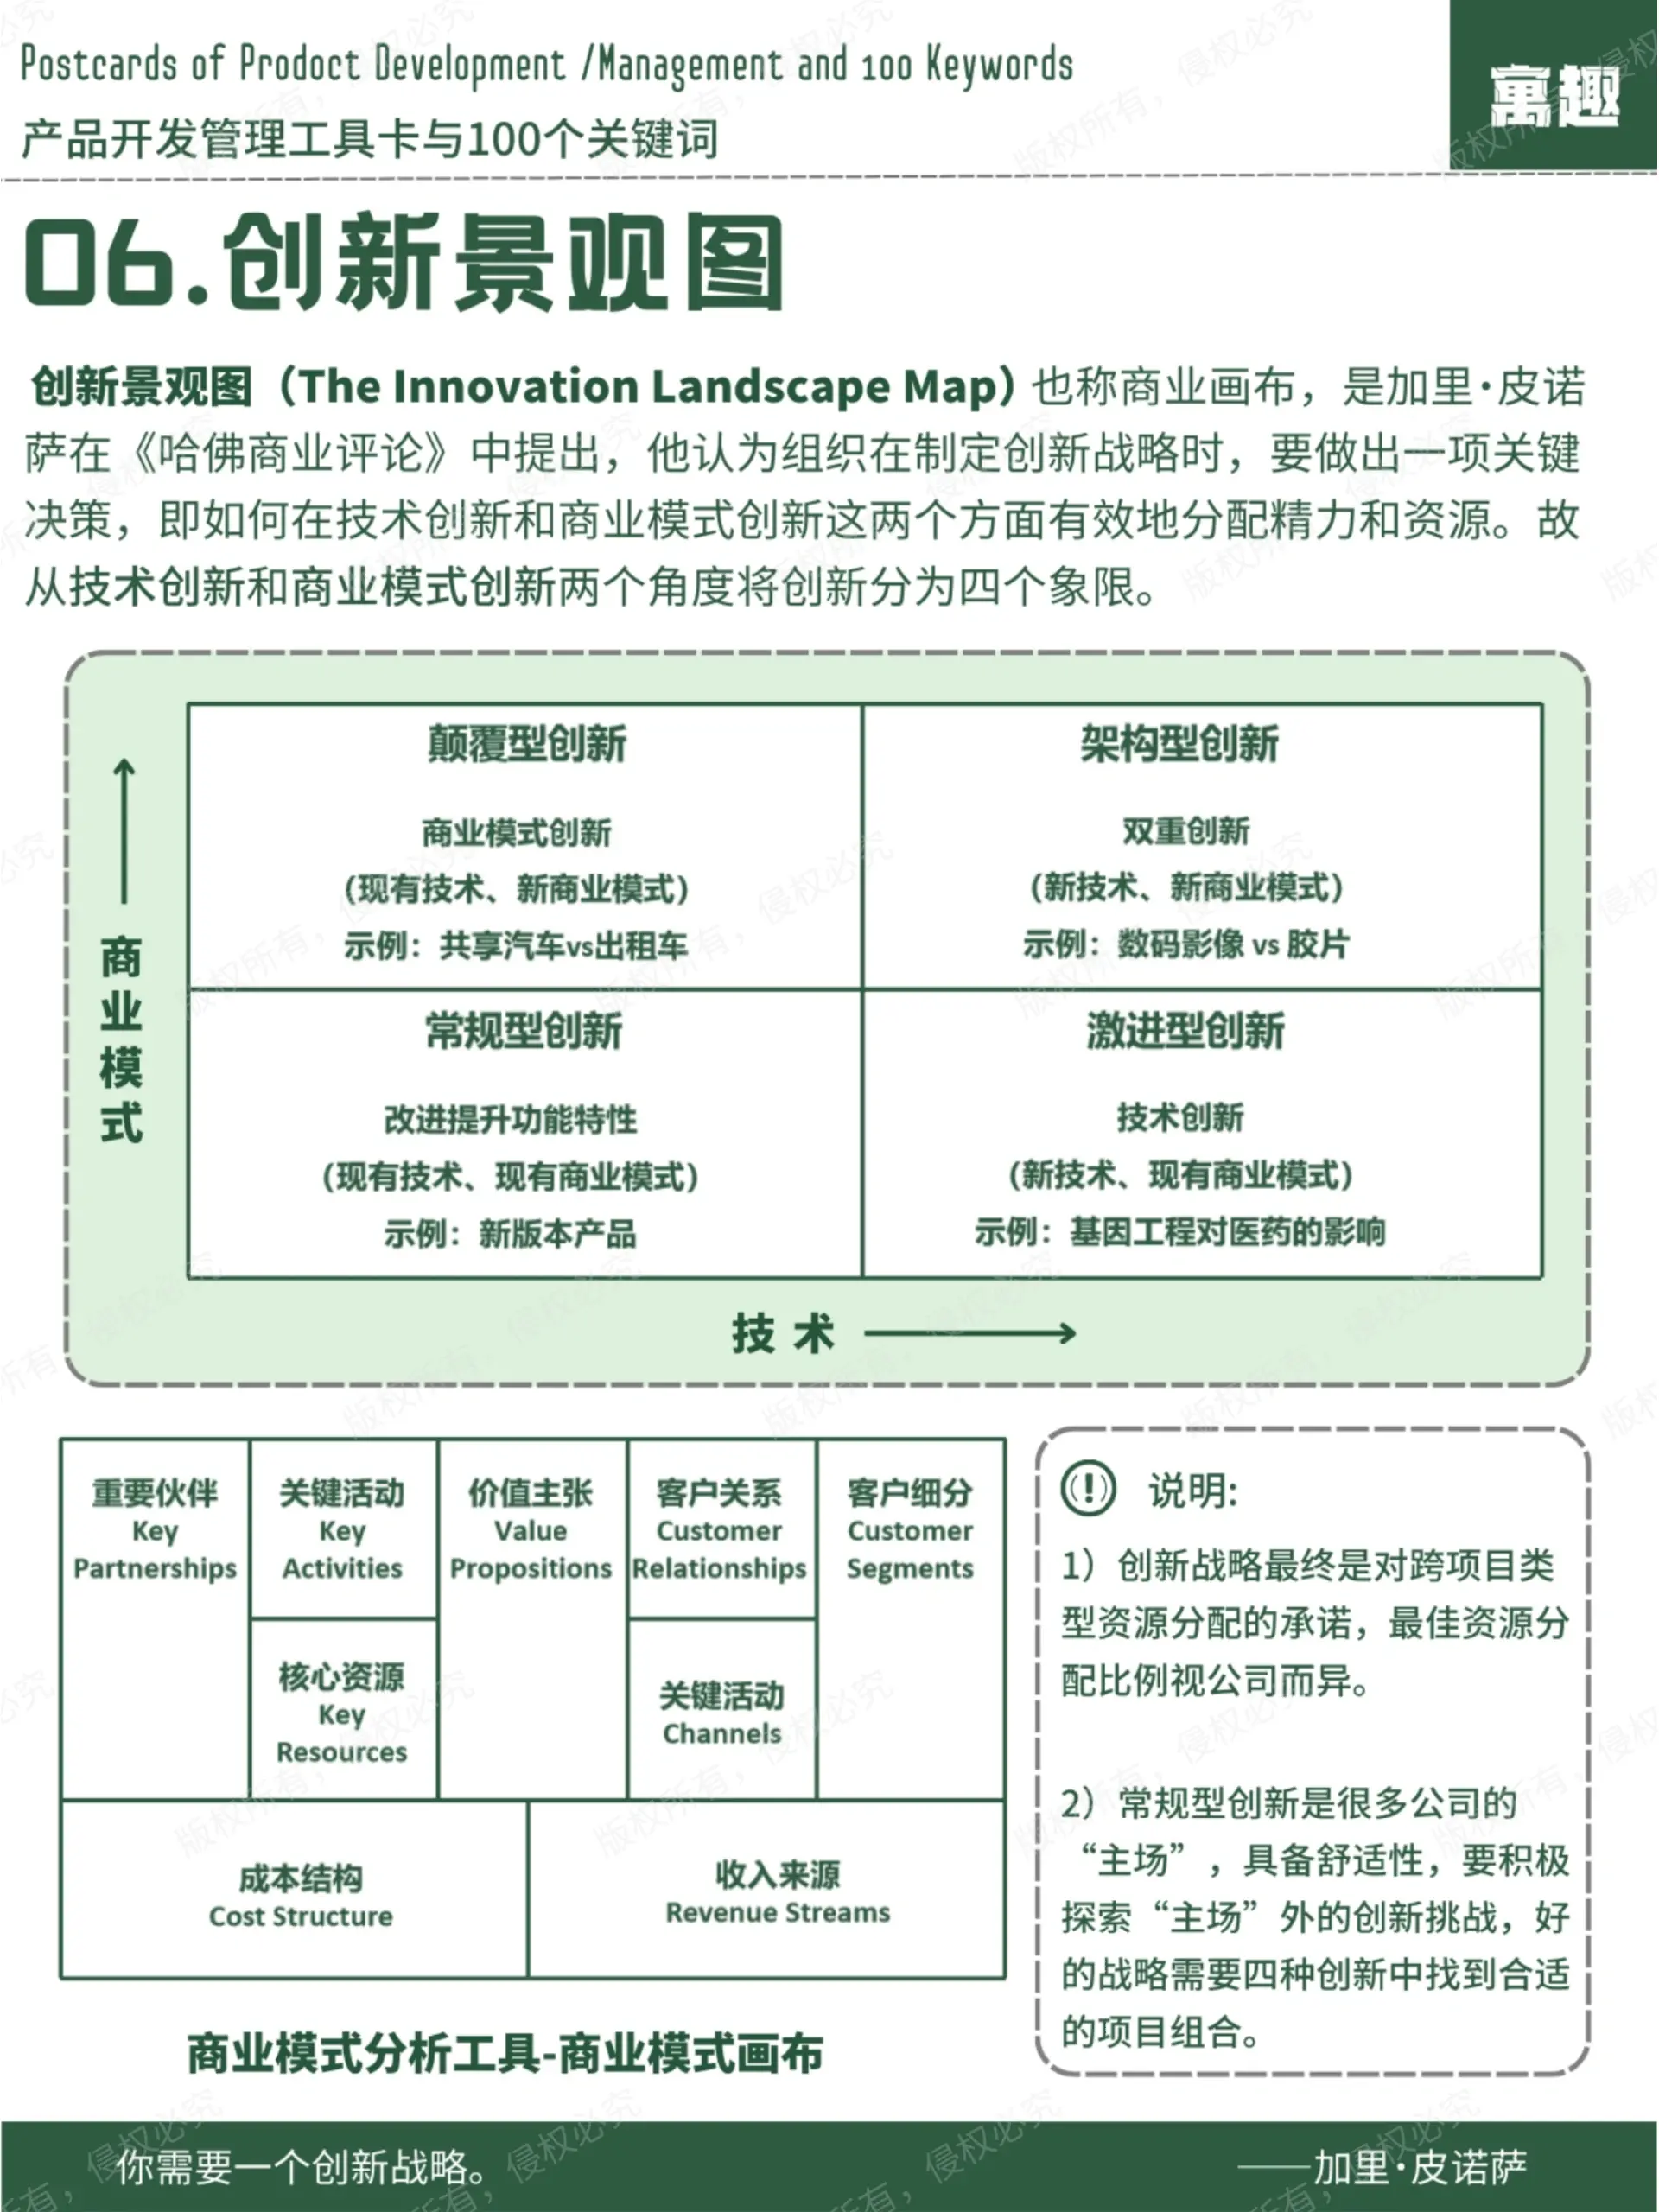 Postcards of Prodoct Development /Management and 100 Keywords
产品开发管理工具卡与100个关键词
寓趣
06.创新景观图
创新景观图（The Innovation Landscape Map）也称商业画布，是加里·皮诺
萨在《哈佛商业评论》中提出，他认为组织在制定创新战略时，要做出一项关键
决策，即如何在技术创新和商业模式创新这两个方面有效地分配精力和资源。故
从技术创新和商业模式创新两个角度将创新分为四个象限。
商业模式
颠覆型创新
商业模式创新
（现有技术、新商业模式）
示例：共享汽车vs出租车
架构型创新
双重创新
（新技术、新商业模式）
示例：数码影像 vs 胶片
常规型创新
改进提升功能特性
（现有技术、现有商业模式）
示例：新版本产品
激进型创新
技术创新
（新技术、现有商业模式）
示例：基因工程对医药的影响
技 术
重要伙伴
Key
Partnerships
关键活动
Key
Activities
核心资源
Key
Resources
价值主张
Value
Propositions
客户关系
Customer
Relationships
关键活动
Channels
客户细分
Customer
Segments
成本结构
Cost Structure
收入来源
Revenue Streams
商业模式分析工具-商业模式画布
说明:
1）创新战略最终是对跨项目类
型资源分配的承诺，最佳资源分
配比例视公司而异。
2）常规型创新是很多公司的
“主场”，具备舒适性，要积极
探索“主场”外的创新挑战，好
的战略需要四种创新中找到合适
的项目组合。
你需要一个创新战略。
——加里·皮诺萨
版权所有，侵权必究